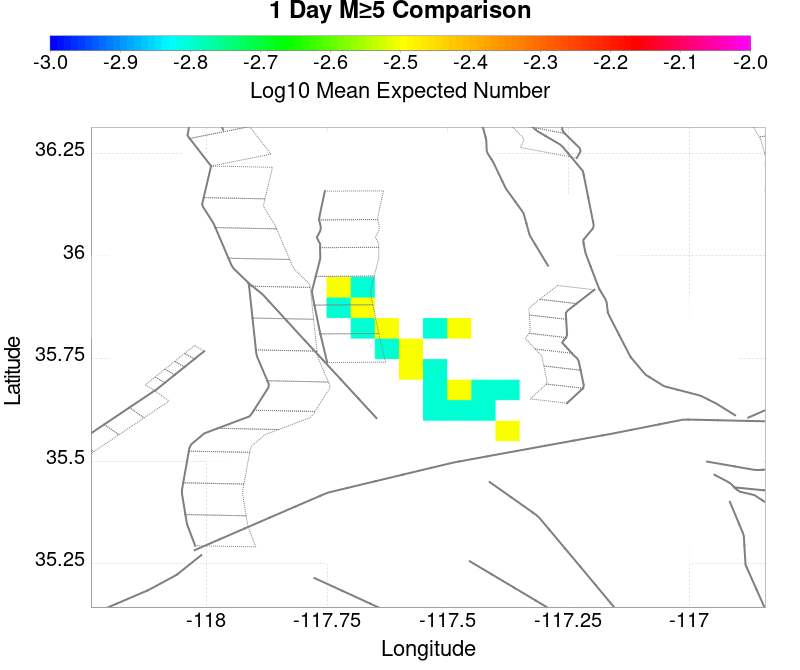 1 Day M≥5 Comparison
-3.0 -2.9 -2.8 -2.7 -2.6 -2.5 -2.4 -2.3 -2.2 -2.1 -2.0
Log10 Mean Expected Number
36.25
36
35.75
35.5
35.25
Latitude
-118 -117.75 -117.5 -117.25 -117
Longitude